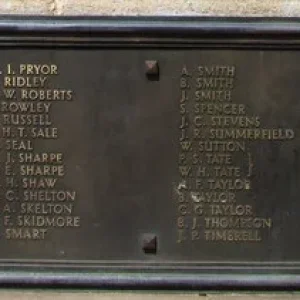 I. PRYOR
RIDLEY
W. ROBERTS
ROWLEY
RUSSELL
H. T. SALE
SEAL
J. SHARPE
E. SHARPE
H. SHAW
C. SHELTON
A. SKELTON
F. SKIDMORE
SMART
A. SMITH
B. SMITH
J. SMITH
S. SPENCER
J. C. STEVENS
J. R. SUMMERFIELD
W. SUTTON
P. S. TATE
W. H. TATE
A. F. TAYLOR
B. TAYLOR
C. G. TAYLOR
B. J. THOMPSON
J. P. TIMBRELL